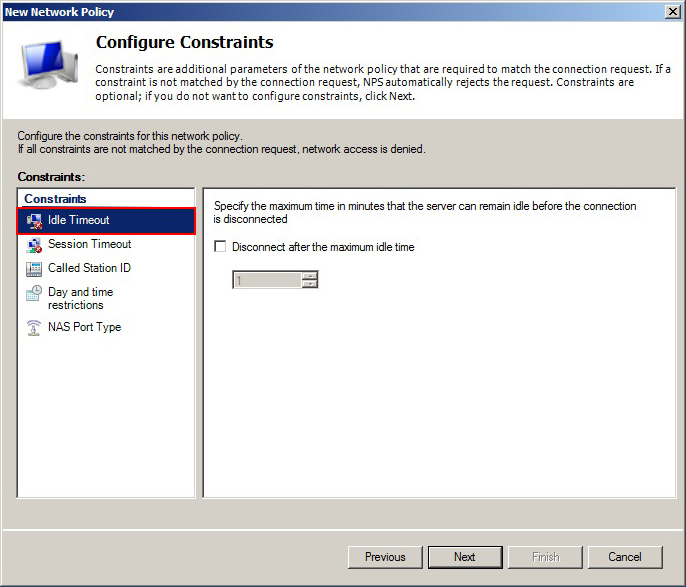 New Network Policy
Configure Constraints
Constraints are additional parameters of the network policy that are required to match the connection request. If a
constraint is not matched by the connection request, NPS automatically rejects the request. Constraints are
optional; if you do not want to configure constraints, click Next.
Configure the constraints for this network policy.
If all constraints are not matched by the connection request, network access is denied.
Constraints:
Constraints
Idle Timeout
Session Timeout
Called Station ID
Day and time
restrictions
NAS Port Type
Specify the maximum time in minutes that the server can remain idle before the connection
is disconnected
Disconnect after the maximum idle time
1
Previous
Next
Finish
Cancel